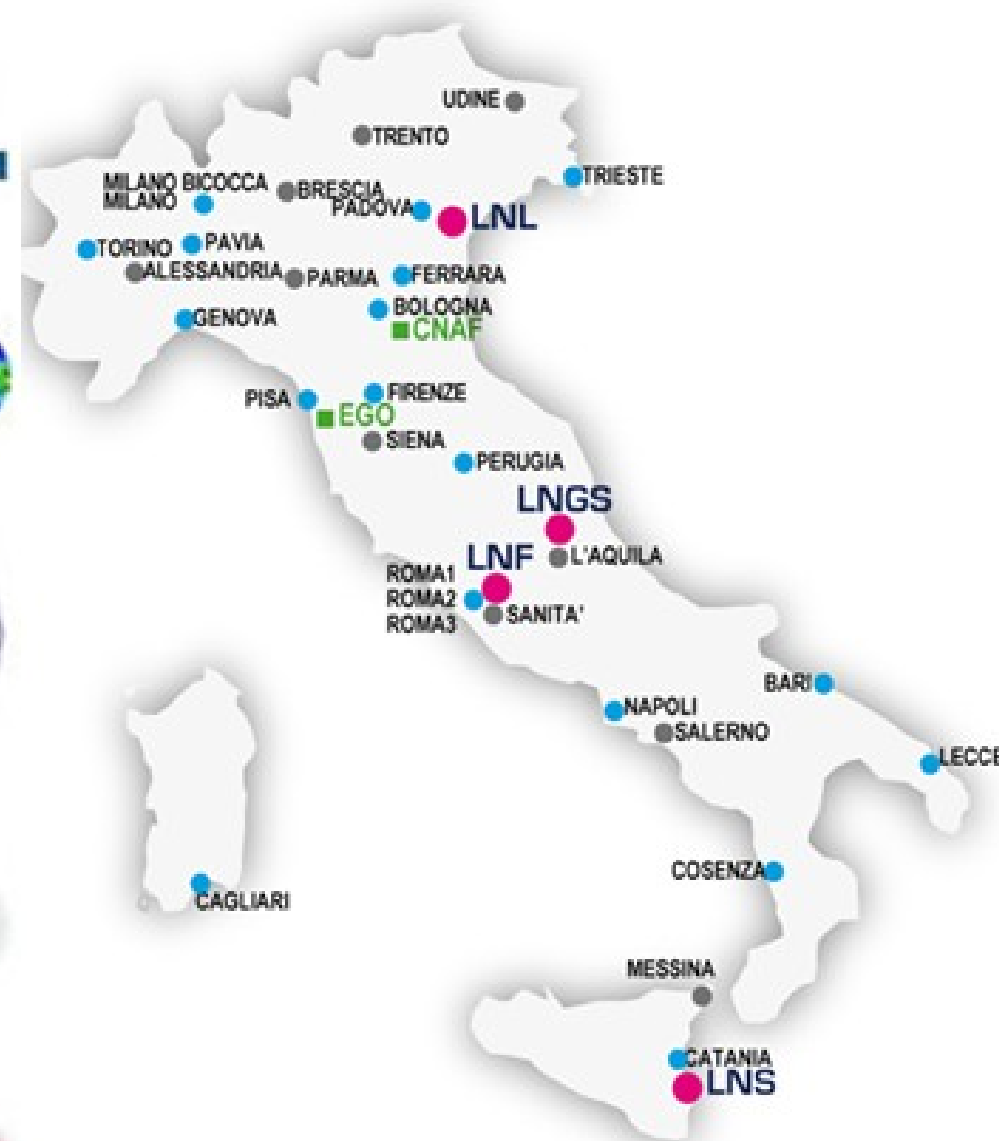 UDINE
TRENTO
TRIESTE
MILANO BICOCCA
MILANO
BRESCIA
PADOVA
LNL
TORINO
PAVIA
ALESSANDRIA
PARMA
FERRARA
BOLOGNA
CNAF
GENOVA
PISA
FIRENZE
EGO
SIENA
PERUGIA
LNGS
L'AQUILA
LNF
ROMA1
ROMA2
ROMA3
SANITA'
BARI
NAPOLI
SALERNO
LECCE
COSENZA
CAGLIARI
MESSINA
CATANIA
LNS